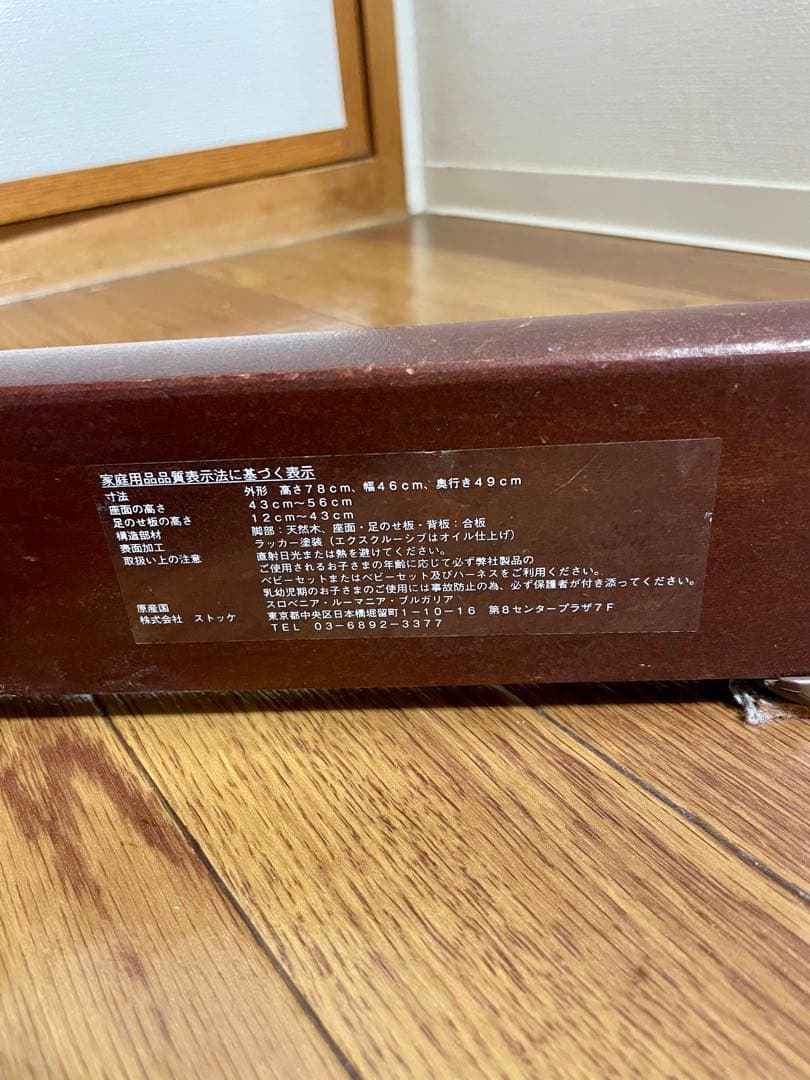 家庭用品品質表示法に基づく表示
寸法 外形 高さ78cm、幅46cm、奥行き49cm
座面の高さ 43cm〜56cm
足のせ板の高さ 12cm〜43cm
構造部材 脚部：天然木、座面・足のせ板・背板：合板
表面加工 ラッカー塗装（エクスクルーシブはオイル仕上げ）
取扱い上の注意 直射日光または熱を避けてください。
ご使用されるお子さまの年齢に応じて必ず弊社製品の
ベビーセットまたはベビーセット及びハーネスをご利用ください。
乳幼児期のお子さまのご使用には事故防止の為、必ず保護者が付き添ってください。
原産国 スロベニア・ルーマニア・ブルガリア
株式会社 ストッケ 東京都中央区日本橋堀留町1-10-16 第8センタープラザ7F
TEL 03-6892-3377